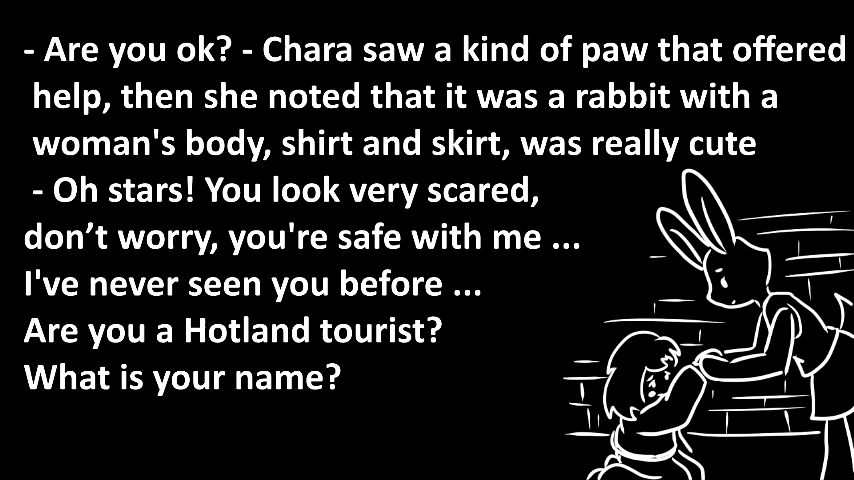 - Are you ok? - Chara saw a kind of paw that offered
help, then she noted that it was a rabbit with a
woman's body, shirt and skirt, was really cute
- Oh stars! You look very scared,
don’t worry, you're safe with me ...
I've never seen you before ...
Are you a Hotland tourist?
What is your name?